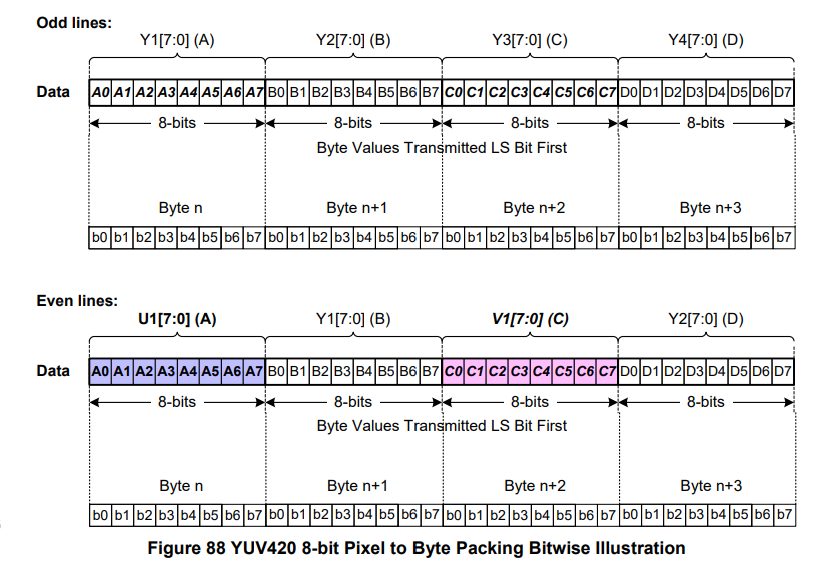 Odd lines:
Y1[7:0] (A) Y2[7:0] (B) Y3[7:0] (C) Y4[7:0] (D)
Data A0 A1 A2 A3 A4 A5 A6 A7 B0 B1 B2 B3 B4 B5 B6 B7 C0 C1 C2 C3 C4 C5 C6 C7 D0 D1 D2 D3 D4 D5 D6 D7
8-bits 8-bits 8-bits 8-bits
Byte Values Transmitted LS Bit First
Byte n Byte n+1 Byte n+2 Byte n+3
b0 b1 b2 b3 b4 b5 b6 b7 b0 b1 b2 b3 b4 b5 b6 b7 b0 b1 b2 b3 b4 b5 b6 b7 b0 b1 b2 b3 b4 b5 b6 b7
Even lines:
U1[7:0] (A) Y1[7:0] (B) V1[7:0] (C) Y2[7:0] (D)
Data A0 A1 A2 A3 A4 A5 A6 A7 B0 B1 B2 B3 B4 B5 B6 B7 C0 C1 C2 C3 C4 C5 C6 C7 D0 D1 D2 D3 D4 D5 D6 D7
8-bits 8-bits 8-bits 8-bits
Byte Values Transmitted LS Bit First
Byte n Byte n+1 Byte n+2 Byte n+3
b0 b1 b2 b3 b4 b5 b6 b7 b0 b1 b2 b3 b4 b5 b6 b7 b0 b1 b2 b3 b4 b5 b6 b7 b0 b1 b2 b3 b4 b5 b6 b7
Figure 88 YUV420 8-bit Pixel to Byte Packing Bitwise Illustration